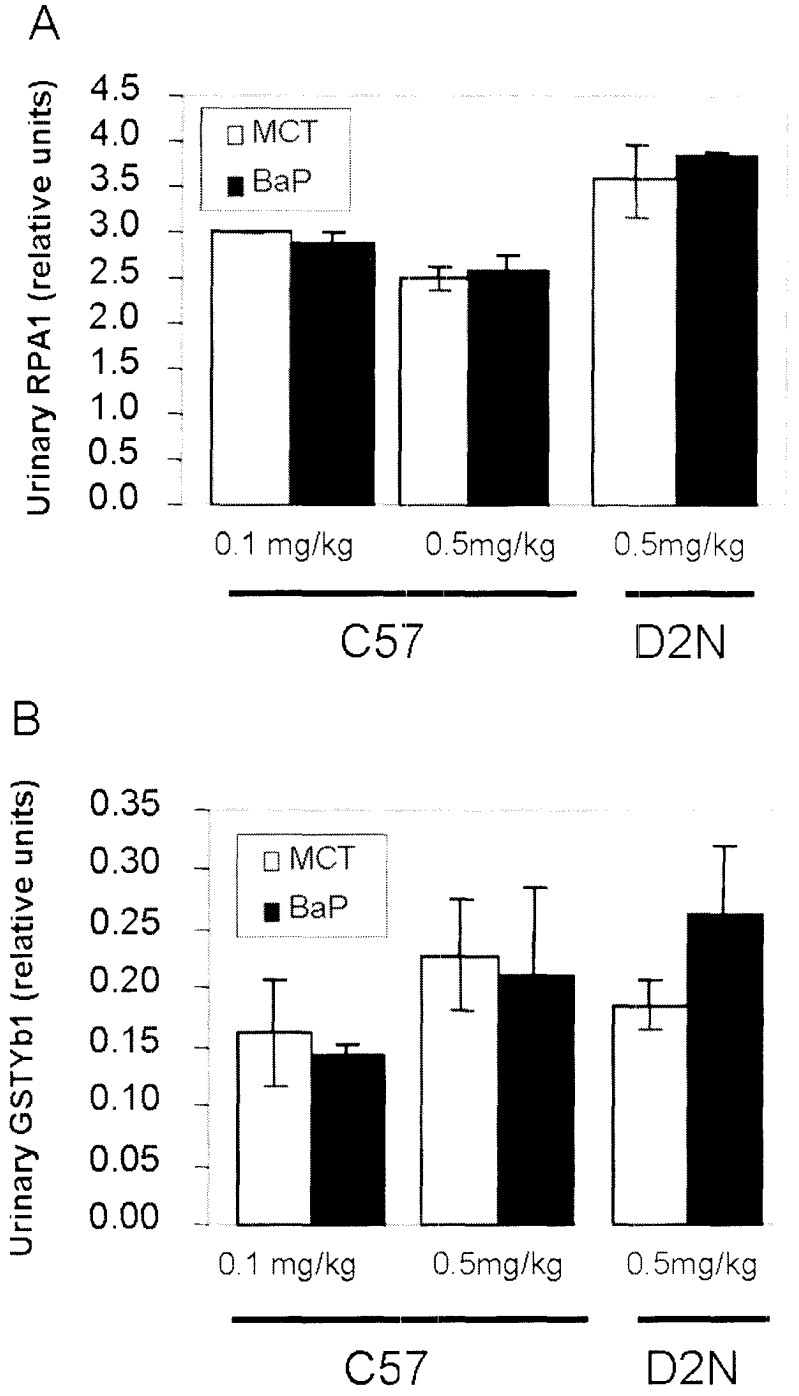 A
Urinary RPA1 (relative units)
4.5
4.0
3.5
3.0
2.5
2.0
1.5
1.0
0.5
0.0
MCT
BaP
0.1 mg/kg 0.5mg/kg 0.5mg/kg
C57 D2N
B
Urinary GSTYb1 (relative units)
0.35
0.30
0.25
0.20
0.15
0.10
0.05
0.00
MCT
BaP
0.1 mg/kg 0.5mg/kg 0.5mg/kg
C57 D2N